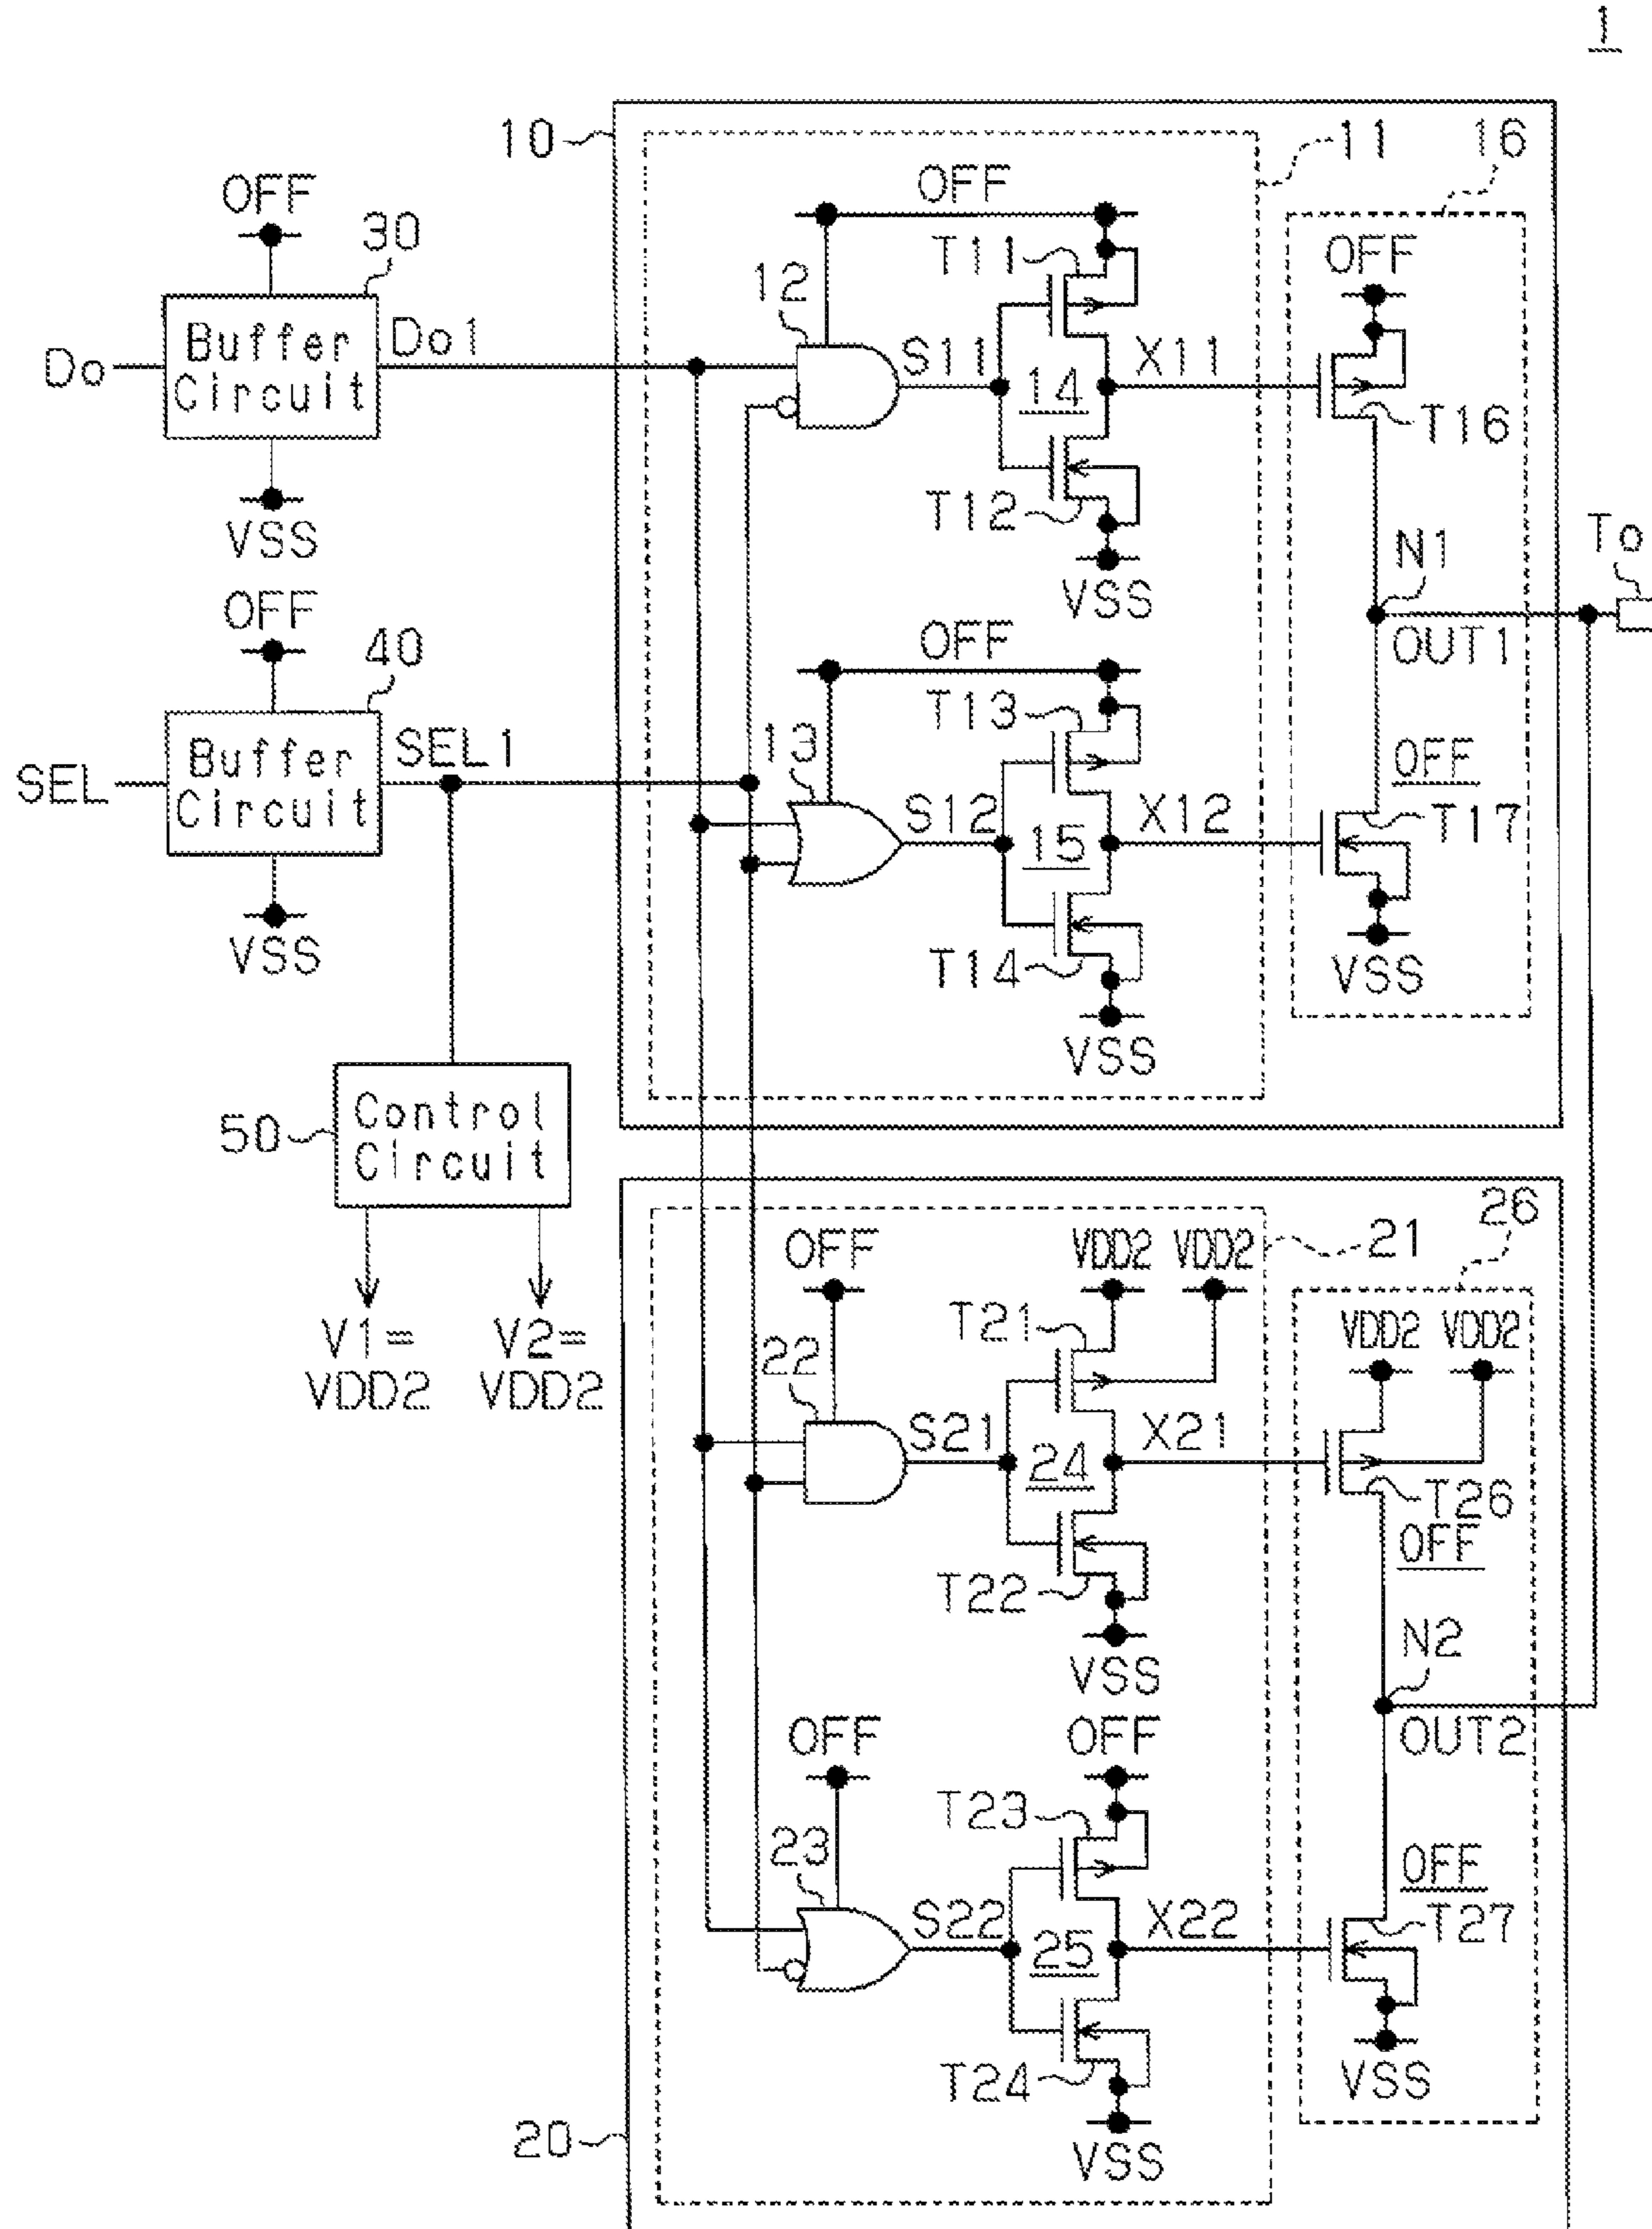 1
10
11
16
OFF
OFF
30
T11
OFF
12
Do
Buffer
Circuit
Do1
S11
14
X11
T16
VSS
T12
VSS
N1
To
OFF
OUT1
40
OFF
T13
OFF
SEL
Buffer
Circuit
SEL1
13
S12
15
X12
T17
VSS
T14
VSS
VSS
50
Control
Circuit
26
OFF
VDD2
VDD2
21
V1=
VDD2
V2=
VDD2
T21
VDD2
VDD2
22
S21
24
X21
T26
OFF
T22
VSS
N2
OFF
OFF
OUT2
T23
23
OFF
S22
25
X22
T27
T24
VSS
20
VSS